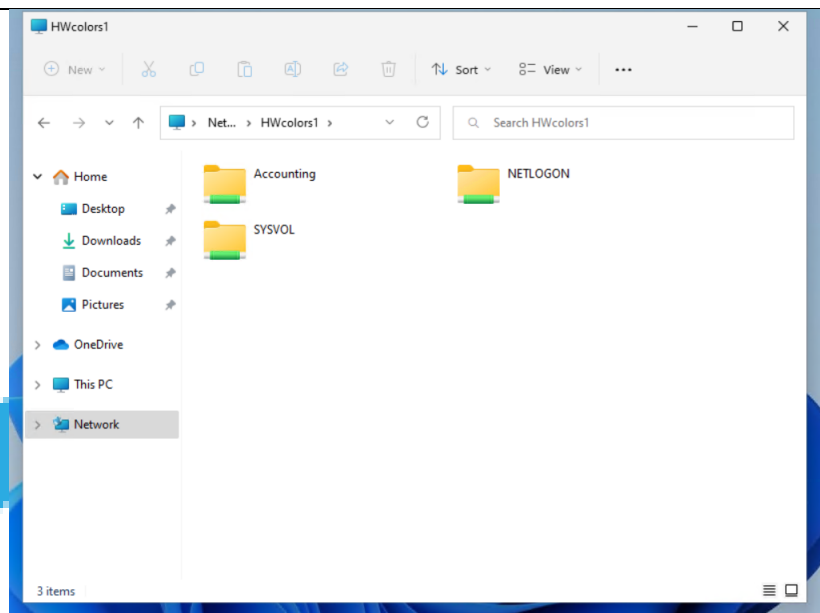 HWcolors1
New
Sort
View
Net... > HWcolors1 >
Search HWcolors1
Home
Desktop
Downloads
Documents
Pictures
OneDrive
This PC
Network
Accounting
NETLOGON
SYSVOL
3 items